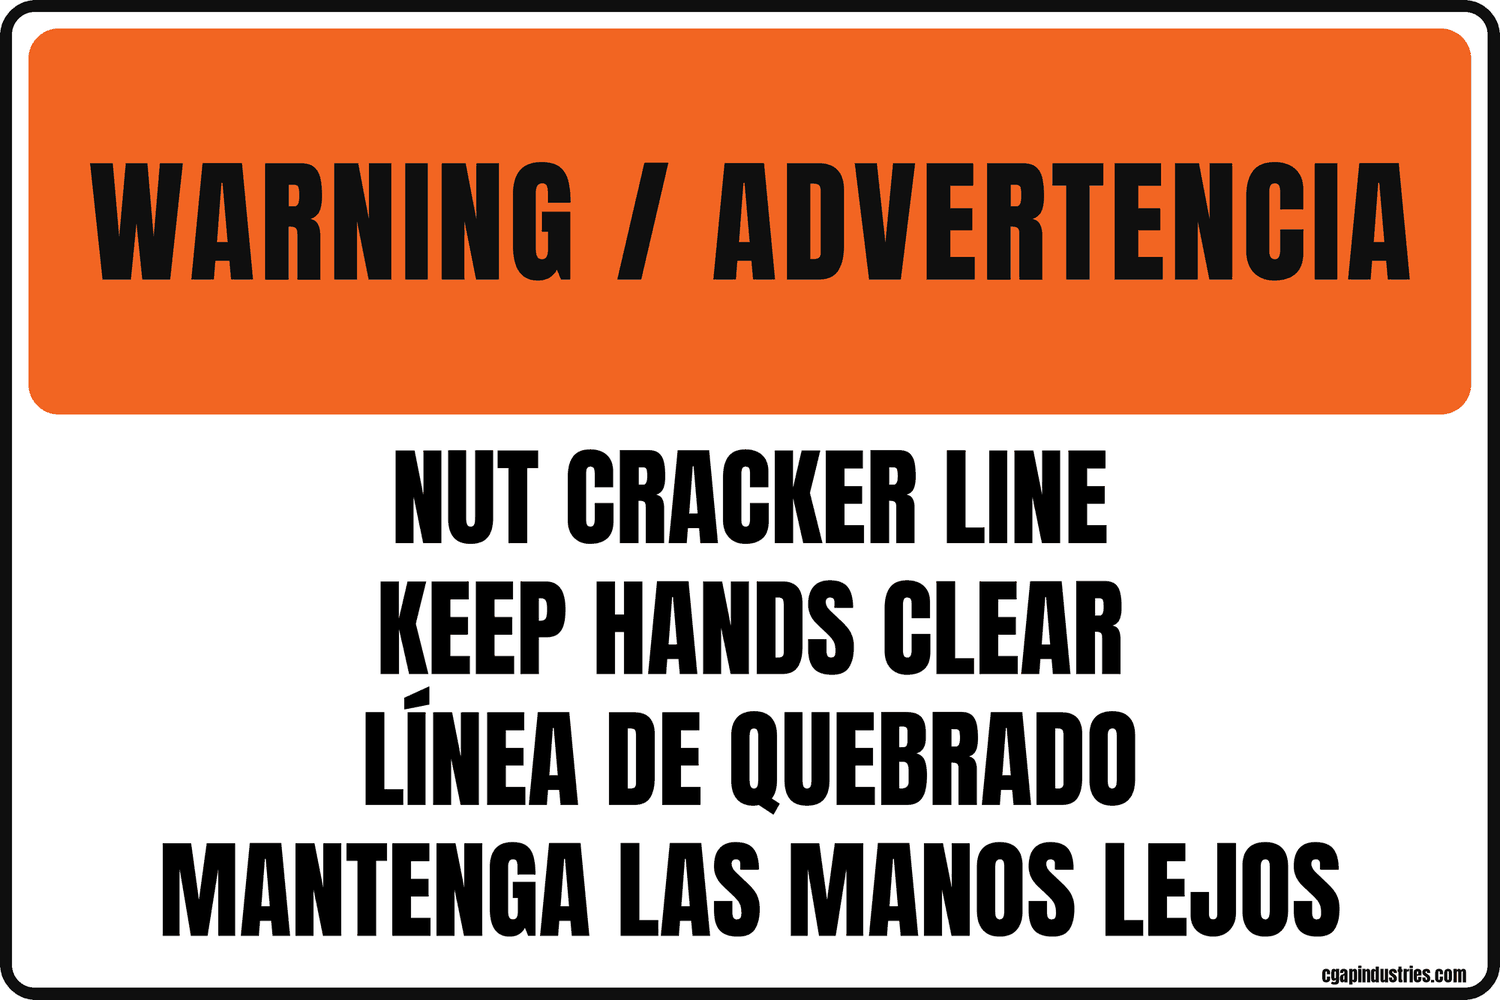 WARNING / ADVERTENCIA
NUT CRACKER LINE
KEEP HANDS CLEAR
LÍNEA DE QUEBRADO
MANTENGA LAS MANOS LEJOS
cgapindustries.com